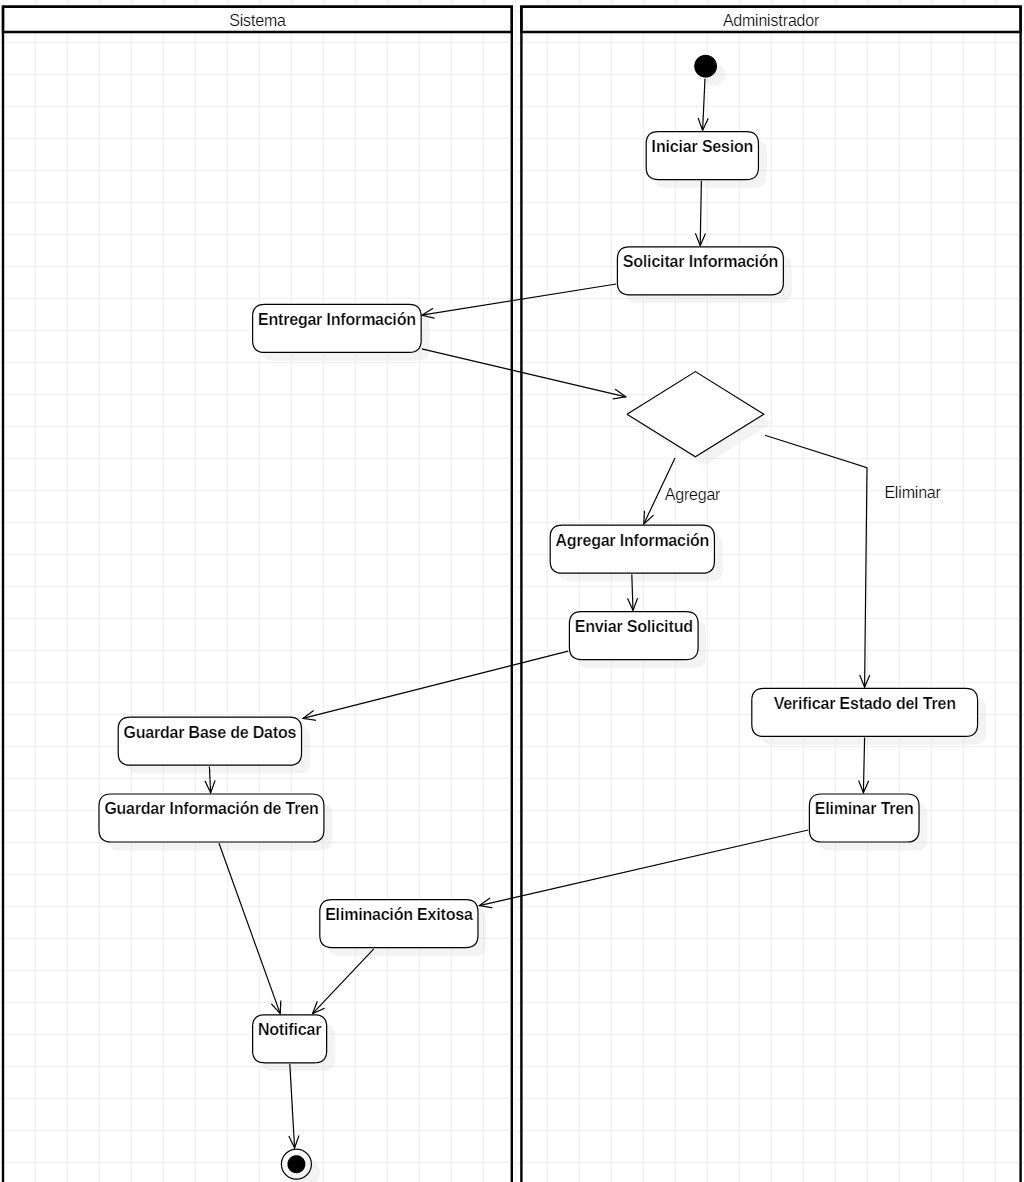 Sistema
Administrador
Iniciar Sesion
Solicitar Información
Entregar Información
Agregar
Eliminar
Agregar Información
Enviar Solicitud
Verificar Estado del Tren
Guardar Base de Datos
Guardar Información de Tren
Eliminar Tren
Eliminación Exitosa
Notificar